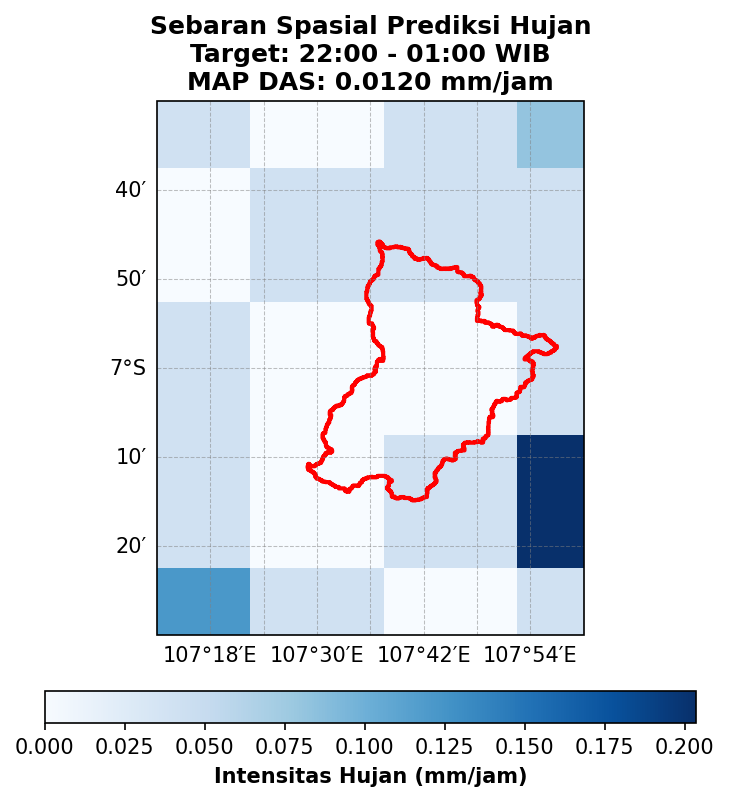 Sebaran Spasial Prediksi Hujan
Target: 22:00 - 01:00 WIB
MAP DAS: 0.0120 mm/jam
40′
50′
7°S
10′
20′
107°18′E 107°30′E 107°42′E 107°54′E
0.000 0.025 0.050 0.075 0.100 0.125 0.150 0.175 0.200
Intensitas Hujan (mm/jam)